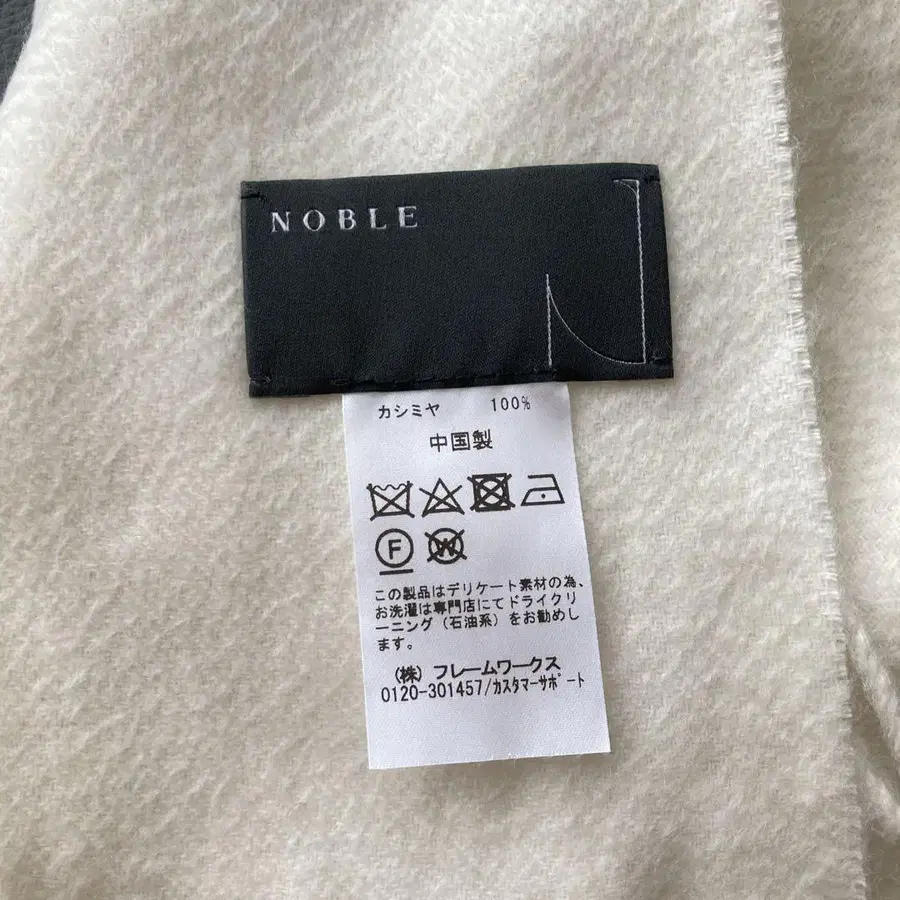 NOBLE
カシミヤ 100%
中国製
F W
この製品はデリケート素材の為、
お洗濯は専門店にてドライクリ
ーニング(石油系)をお勧めし
ます。
(株)フレームワークス
0120-301457/カスタマーサポート